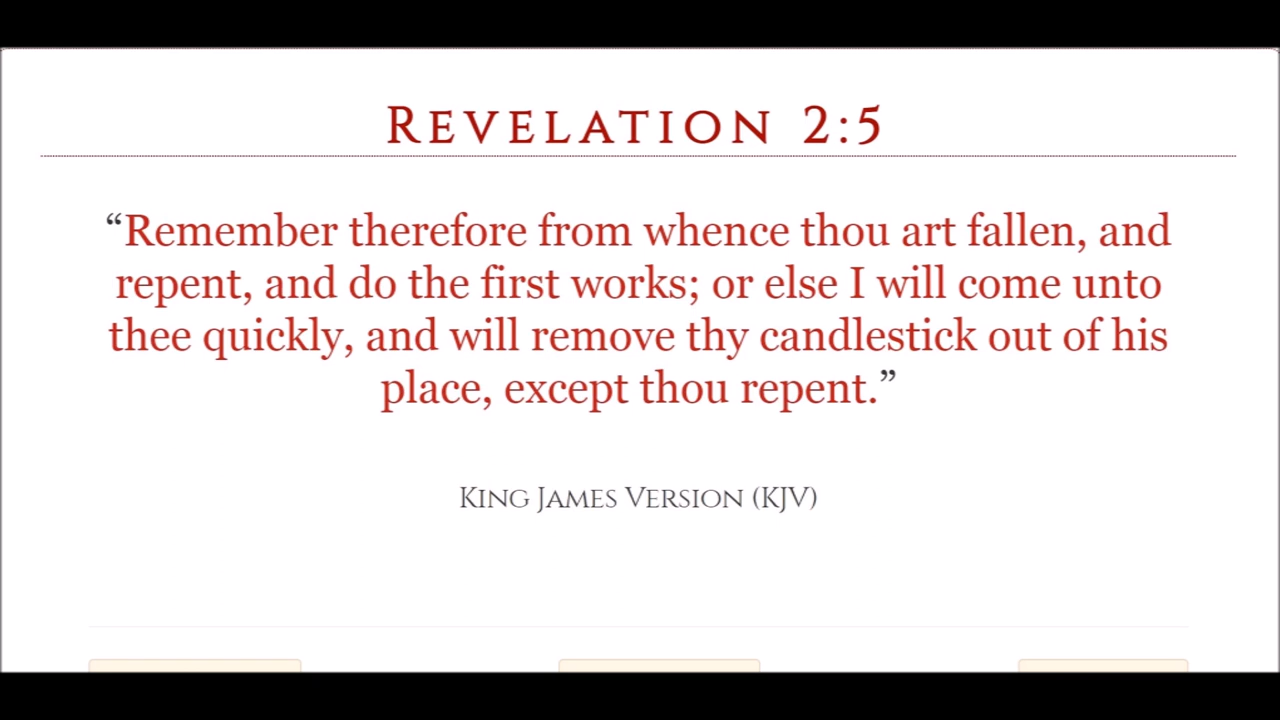 Revelation 2:5
“Remember therefore from whence thou art fallen, and
repent, and do the first works; or else I will come unto
thee quickly, and will remove thy candlestick out of his
place, except thou repent.”
King James Version (KJV)